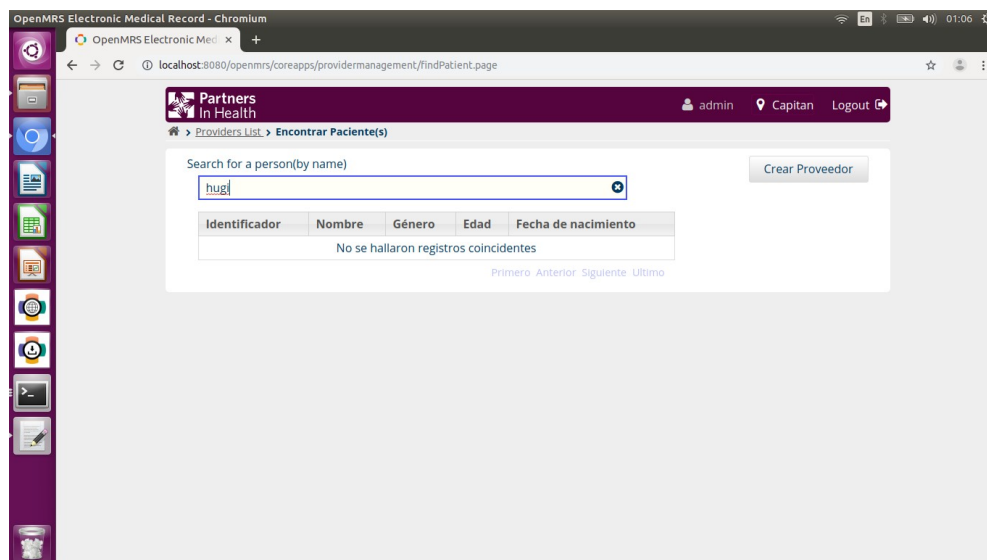 OpenMRS Electronic Medical Record - Chromium
En
01:06
OpenMRS Electronic Med
localhost:8080/openmrs/coreapps/providermanagement/findPatient.page
Partners
In Health
admin
Capitan
Logout
Providers List
Encontrar Paciente(s)
Search for a person(by name)
Crear Proveedor
hugi
Identificador Nombre Género Edad Fecha de nacimiento
No se hallaron registros coincidentes
Primero Anterior Siguiente Ultimo